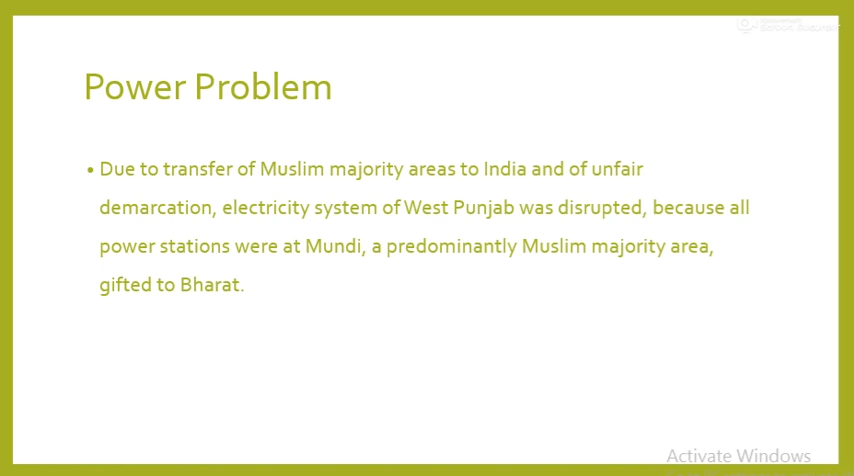 Power Problem
• Due to transfer of Muslim majority areas to India and of unfair
demarcation, electricity system of West Punjab was disrupted, because all
power stations were at Mundi, a predominantly Muslim majority area,
gifted to Bharat.
Activate Windows